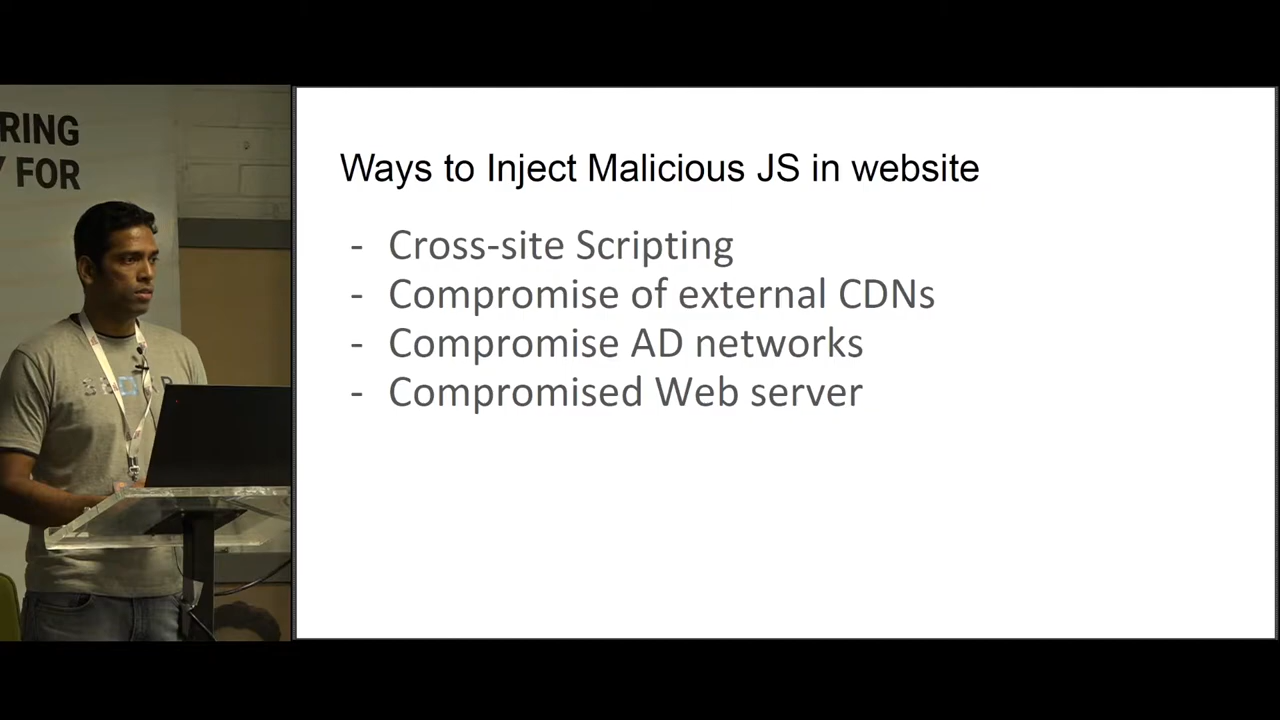 RING
Y FOR
Ways to Inject Malicious JS in website
- Cross-site Scripting
- Compromise of external CDNs
- Compromise AD networks
- Compromised Web server